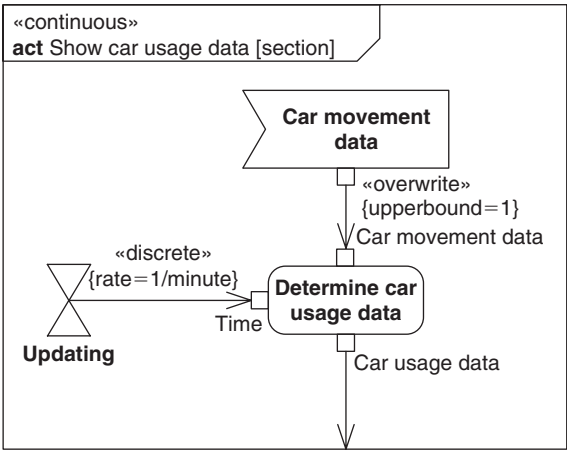 «continuous»
act Show car usage data [section]
Car movement
data
«overwrite»
{upperbound=1}
Car movement data
«discrete»
{rate=1/minute}
Determine car
usage data
Time
Updating
Car usage data